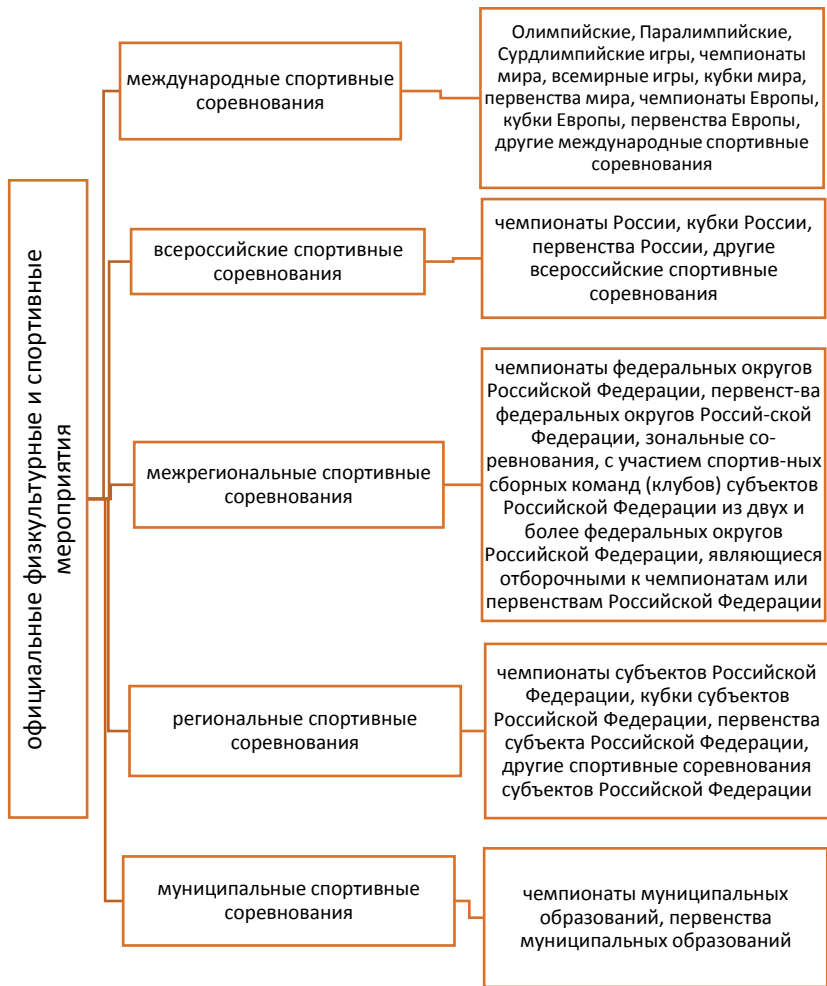 официальные физкультурные и спортивные
мероприятия
международные спортивные
соревнования
Олимпийские, Паралимпийские,
Сурдлимпийские игры, чемпионаты
мира, всемирные игры, кубки мира,
первенства мира, чемпионаты Европы,
кубки Европы, первенства Европы,
другие международные спортивные
соревнования
всероссийские спортивные
соревнования
чемпионаты России, кубки России,
первенства России, другие
всероссийские спортивные
соревнования
межрегиональные спортивные
соревнования
чемпионаты федеральных округов
Российской Федерации, первенст-ва
федеральных округов Россий-ской
Федерации, зональные со-
ревнования, с участием спортив-ных
сборных команд (клубов) субъектов
Российской Федерации из двух и
более федеральных округов
Российской Федерации, являющиеся
отборочными к чемпионатам или
первенствам Российской Федерации
региональные спортивные
соревнования
чемпионаты субъектов Российской
Федерации, кубки субъектов
Российской Федерации, первенства
субъекта Российской Федерации,
другие спортивные соревнования
субъектов Российской Федерации
муниципальные спортивные
соревнования
чемпионаты муниципальных
образований, первенства
муниципальных образований